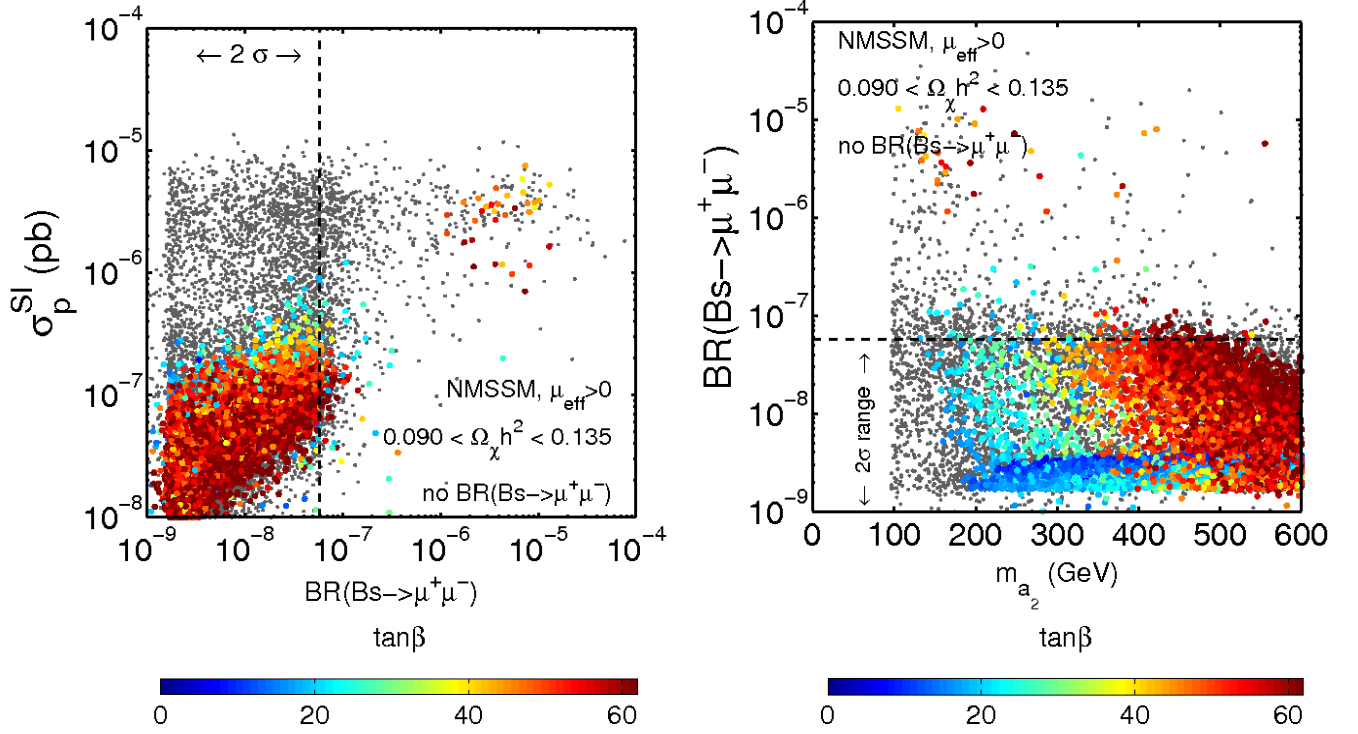 10⁻⁴
← 2 σ →
10⁻⁵
10⁻⁶
10⁻⁷
10⁻⁸
σ_p^SI (pb)
NMSSM, μ_eff>0
0.090 < Ω_χ h² < 0.135
no BR(Bs->μ⁺μ⁻)
10⁻⁹ 10⁻⁸ 10⁻⁷ 10⁻⁶ 10⁻⁵ 10⁻⁴
BR(Bs->μ⁺μ⁻)
tanβ
0 20 40 60
10⁻⁴
10⁻⁵
10⁻⁶
10⁻⁷
10⁻⁸
10⁻⁹
BR(Bs->μ⁺μ⁻)
NMSSM, μ_eff>0
0.090 < Ω_χ h² < 0.135
no BR(Bs->μ⁺μ⁻)
← 2σ range →
0 100 200 300 400 500 600
m_a₂ (GeV)
tanβ
0 20 40 60